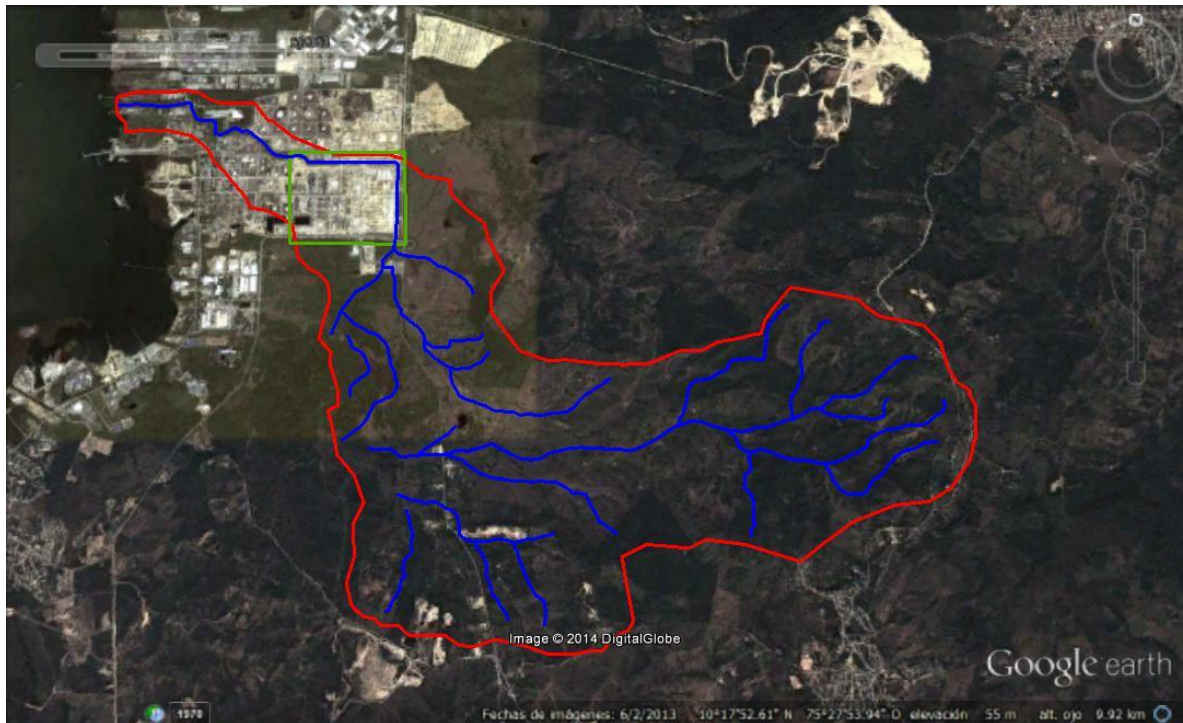 Image © 2014 DigitalGlobe
Google earth
1970
Fechas de imágenes: 6/2/2013 10°17'52.61" N 75°27'53.94" O elevación 55 m alt. ojo 9.92 km